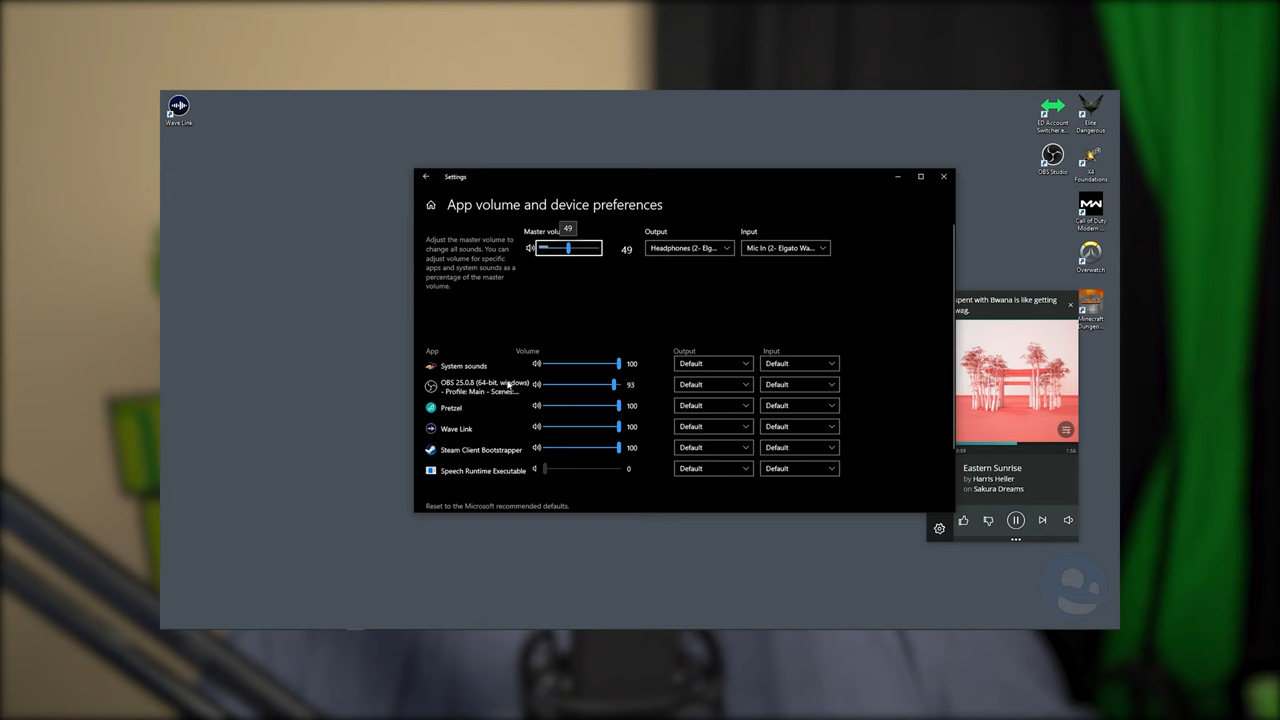 Wave Link
ED Account
Switcher.e...
Elite
Dangerous
OBS Studio
X4
Foundations
MW
Call of Duty
Modern ...
Overwatch
Minecraft
Dungeo...
Settings
App volume and device preferences
Adjust the master volume to
change all sounds. You can
adjust volume for specific
apps and system sounds as a
percentage of the master
volume.
Master volu
49
49
Output
Headphones (2- Elg...
Input
Mic In (2- Elgato Wa...
App Volume Output Input
System sounds 100 Default Default
OBS 25.0.8 (64-bit, windows)
- Profile: Main - Scenes:... 93 Default Default
Pretzel 100 Default Default
Wave Link 100 Default Default
Steam Client Bootstrapper 100 Default Default
Speech Runtime Executable 0 Default Default
Reset to the Microsoft recommended defaults.
spent with Bwana is like getting
wag.
0:59 1:56
Eastern Sunrise
by Harris Heller
on Sakura Dreams